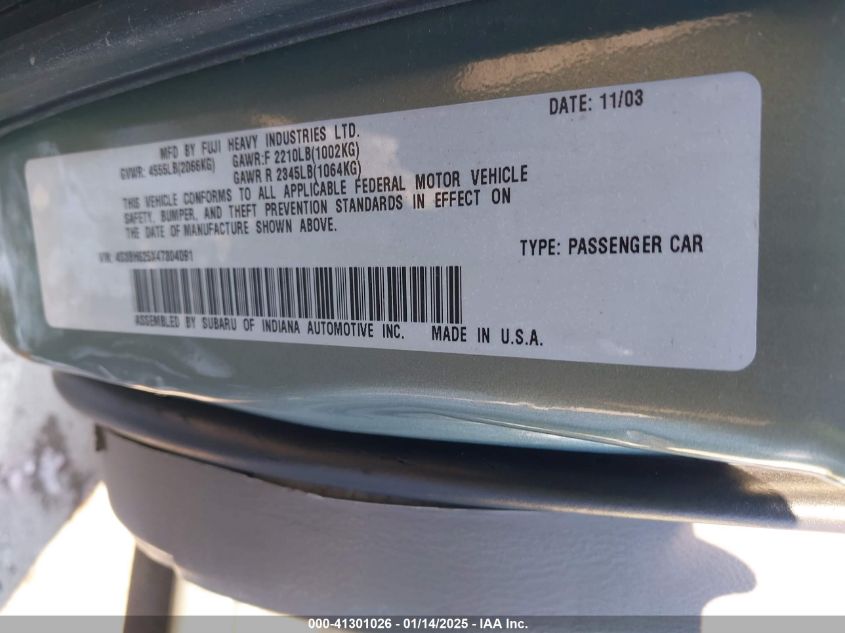 DATE: 11/03
MFD BY FUJI HEAVY INDUSTRIES LTD.
GVWR: 4555LB(2066KG) GAWR:F 2210LB(1002KG)
GAWR R 2345LB(1064KG)
THIS VEHICLE CONFORMS TO ALL APPLICABLE FEDERAL MOTOR VEHICLE
SAFETY, BUMPER, AND THEFT PREVENTION STANDARDS IN EFFECT ON
THE DATE OF MANUFACTURE SHOWN ABOVE.
VIN: TYPE: PASSENGER CAR
ASSEMBLED BY SUBARU OF INDIANA AUTOMOTIVE INC. MADE IN U.S.A.
000-41301026 - 01/14/2025 - IAA Inc.